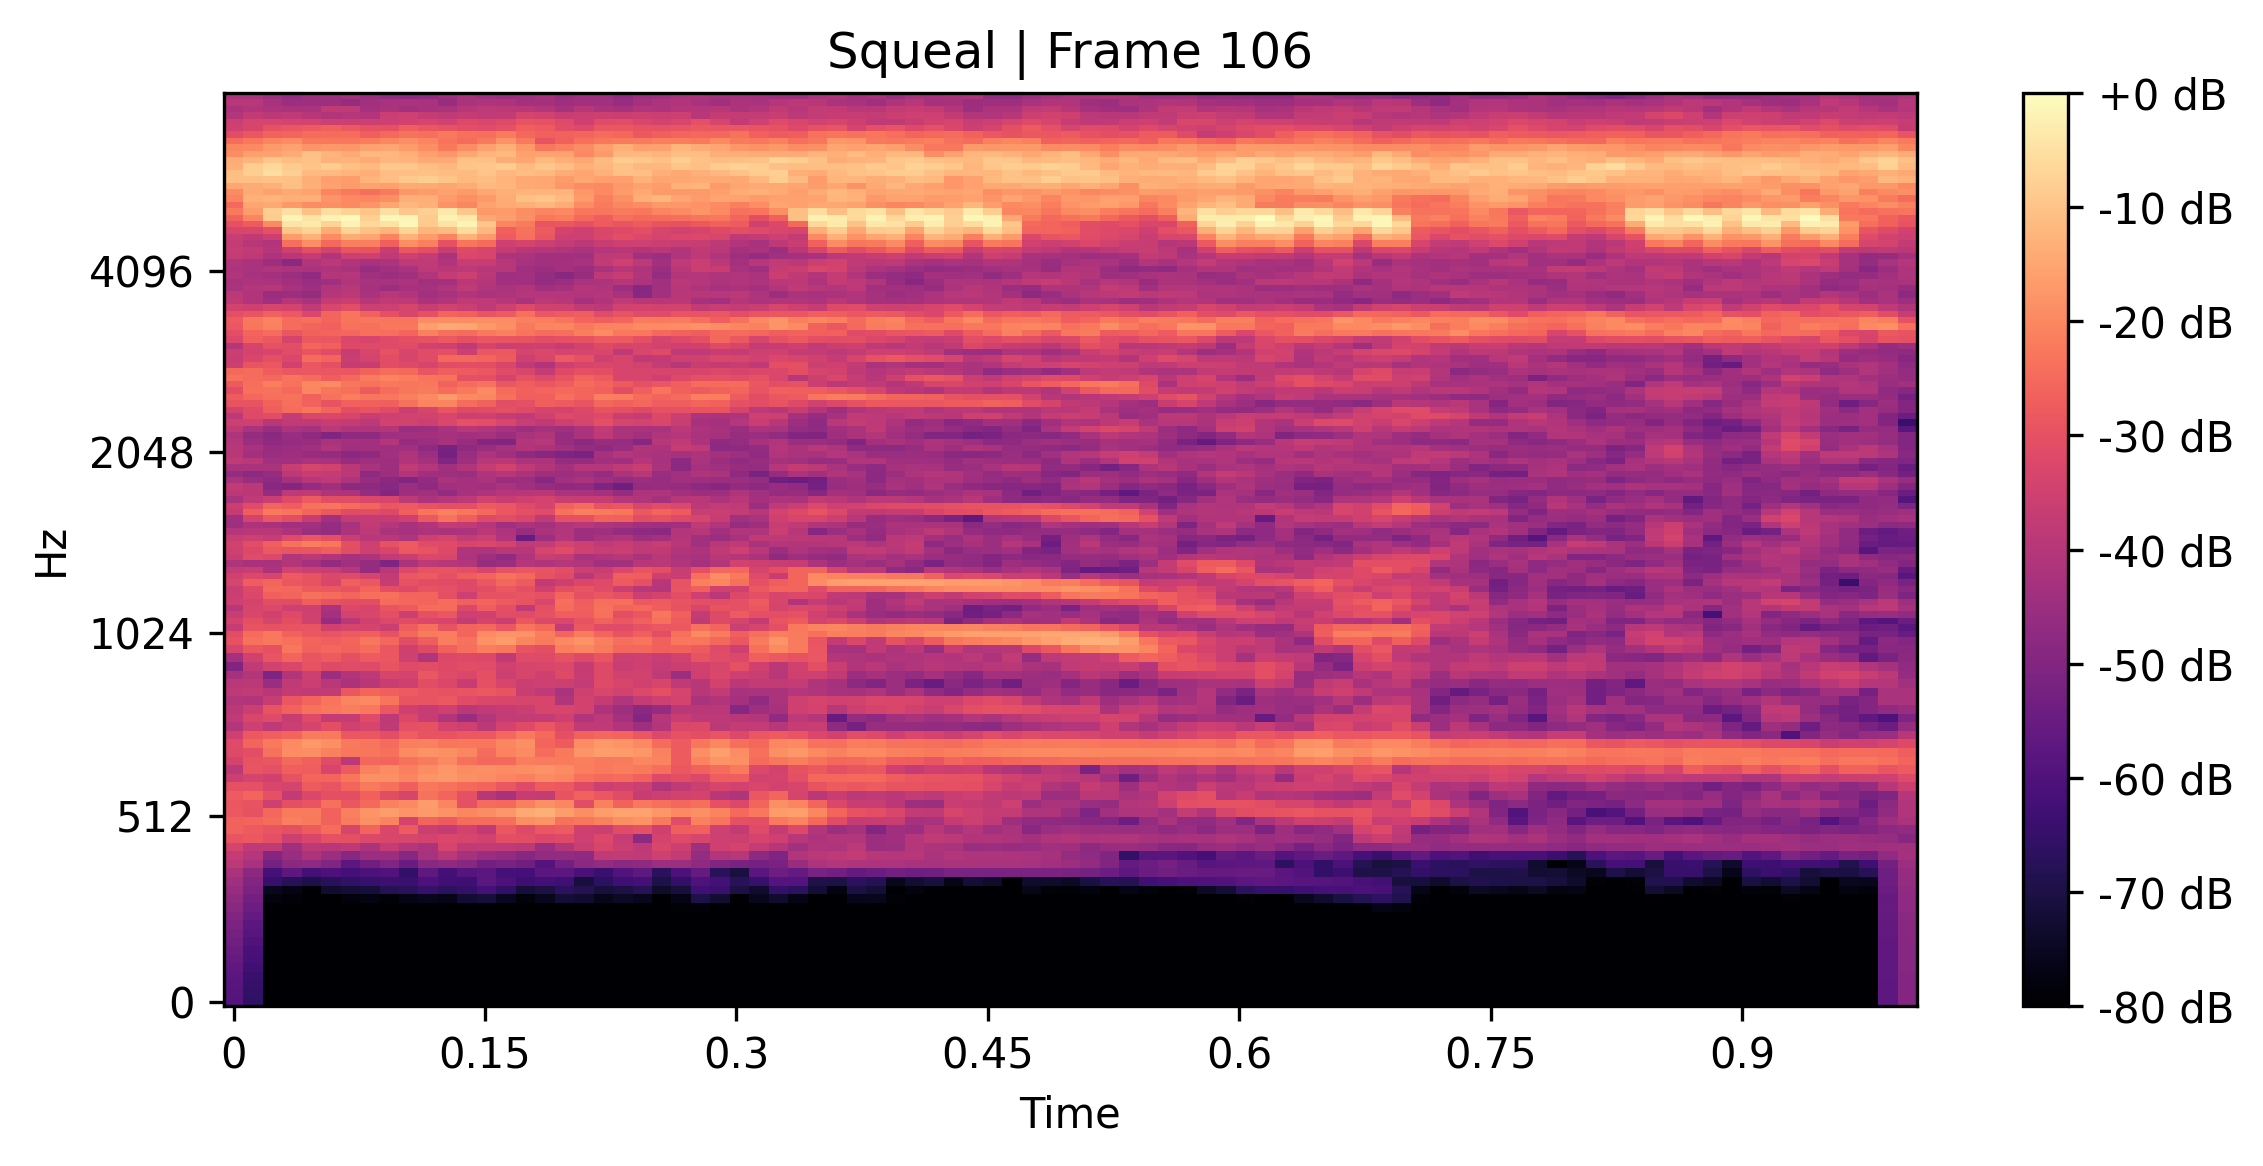 Squeal | Frame 106
+0 dB
-10 dB
-20 dB
-30 dB
-40 dB
-50 dB
-60 dB
-70 dB
-80 dB
4096
2048
1024
512
0
Hz
0 0.15 0.3 0.45 0.6 0.75 0.9
Time